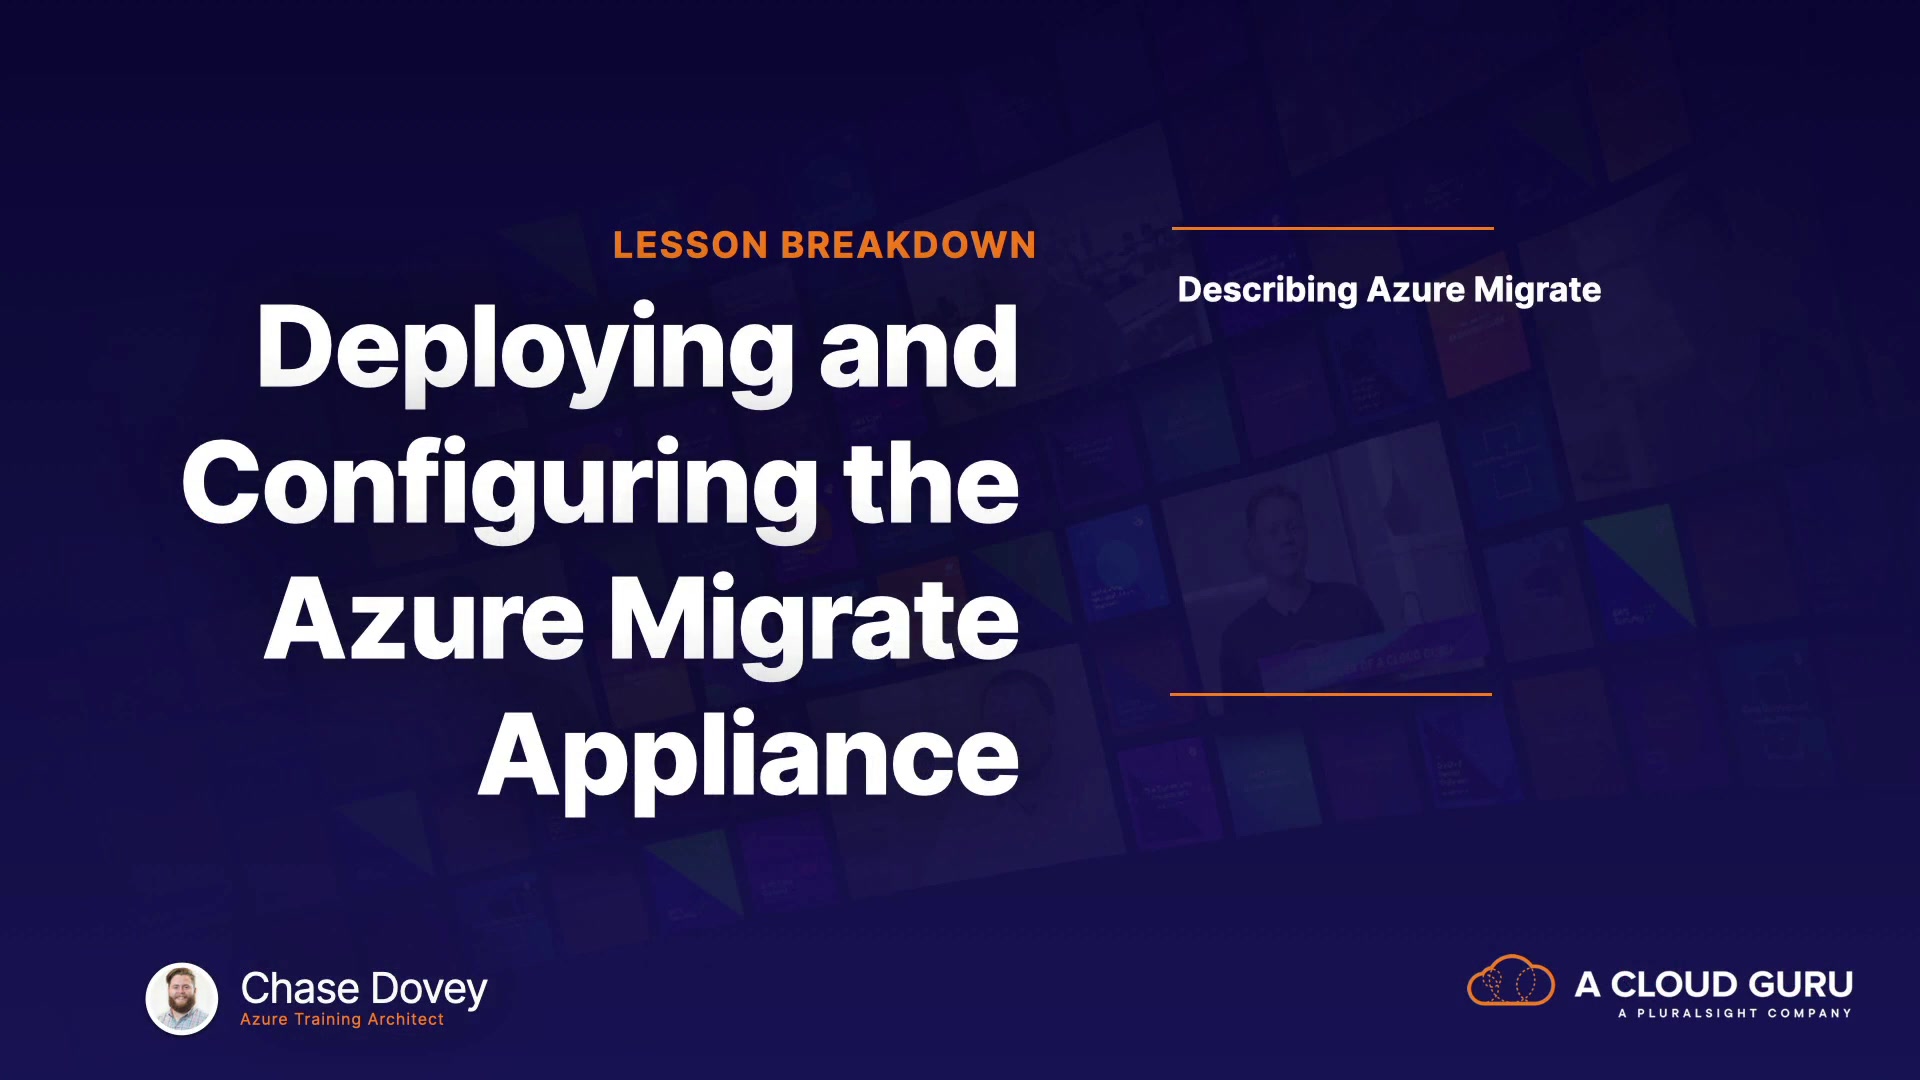 LESSON BREAKDOWN
Deploying and
Configuring the
Azure Migrate
Appliance
Describing Azure Migrate
Chase Dovey
Azure Training Architect
A CLOUD GURU
A PLURALSIGHT COMPANY